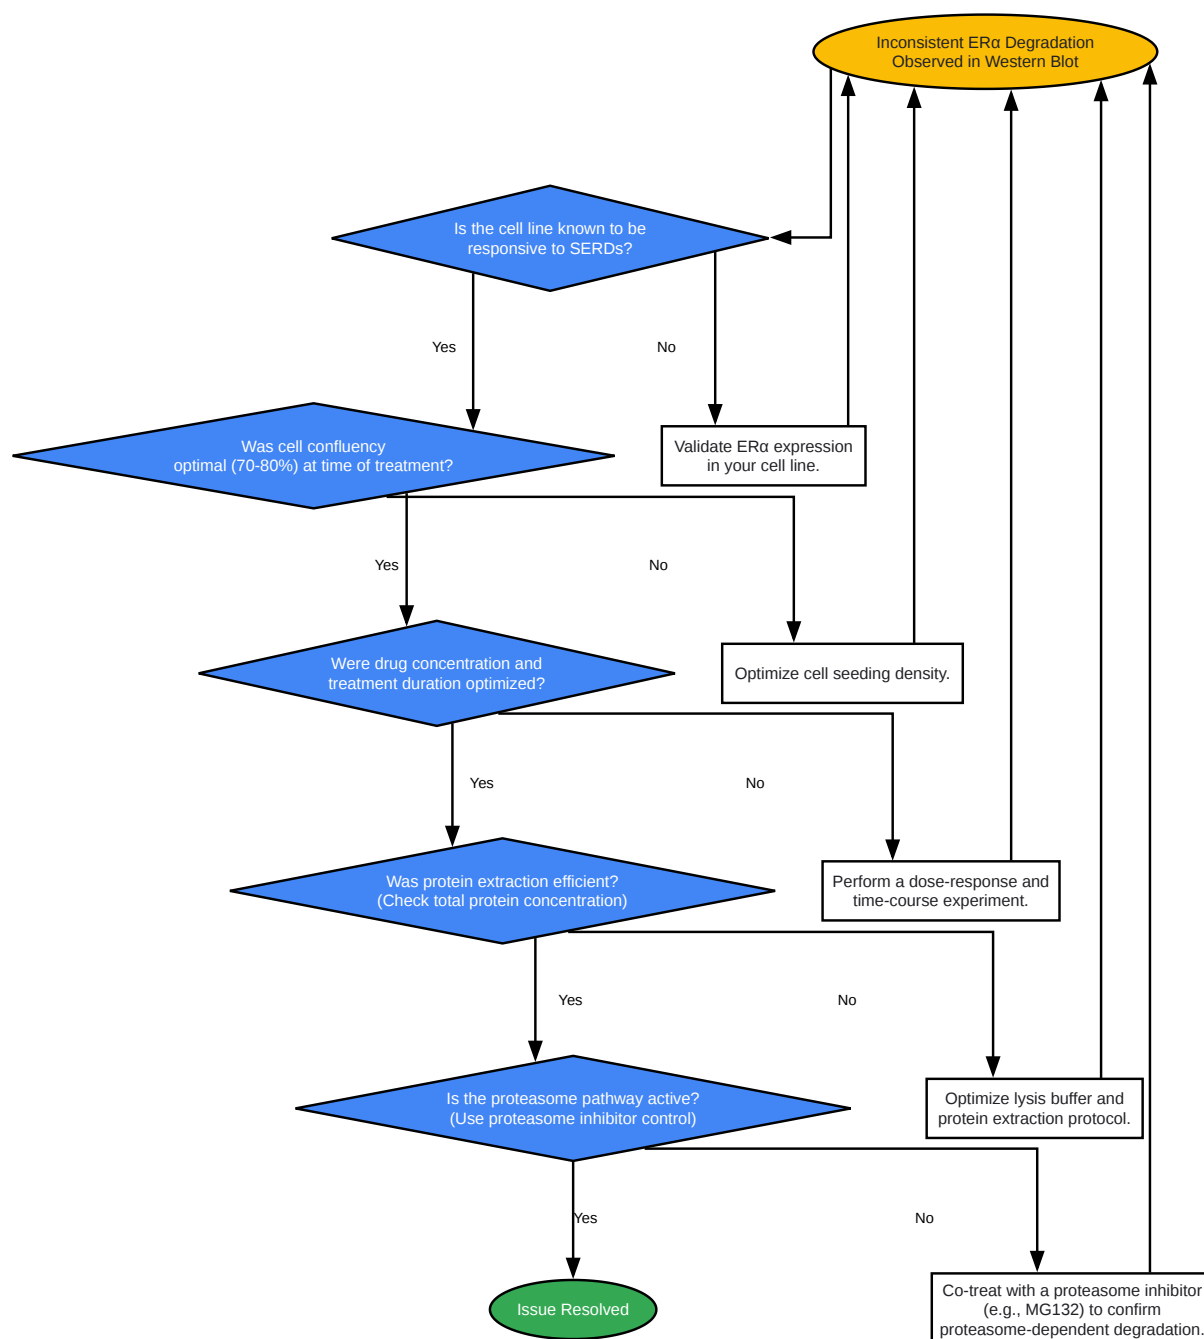 Inconsistent ERα Degradation
Observed in Western Blot
Is the cell line known to be
responsive to SERDs?
Yes
No
Was cell confluency
optimal (70-80%) at time of treatment?
Validate ERα expression
in your cell line.
Yes
No
Were drug concentration and
treatment duration optimized?
Optimize cell seeding density.
Yes
No
Was protein extraction efficient?
(Check total protein concentration)
Perform a dose-response and
time-course experiment.
Yes
No
Is the proteasome pathway active?
(Use proteasome inhibitor control)
Optimize lysis buffer and
protein extraction protocol.
Yes
No
Issue Resolved
Co-treat with a proteasome inhibitor
(e.g., MG132) to confirm
proteasome-dependent degradation.